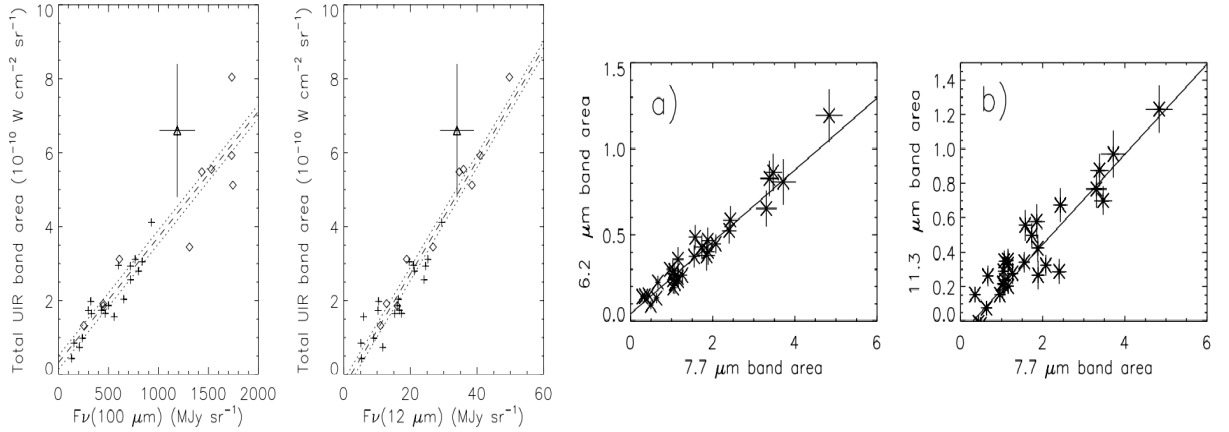 Total UIR band area (10⁻¹⁰ W cm⁻² sr⁻¹)
10
8
6
4
2
0
0 500 1000 1500 2000
Fν(100 μm) (MJy sr⁻¹)
Total UIR band area (10⁻¹⁰ W cm⁻² sr⁻¹)
10
8
6
4
2
0
0 20 40 60
Fν(12 μm) (MJy sr⁻¹)
a)
6.2 μm band area
1.5
1.0
0.5
0.0
0 2 4 6
7.7 μm band area
b)
11.3 μm band area
1.4
1.2
1.0
0.8
0.6
0.4
0.2
0.0
0 2 4 6
7.7 μm band area